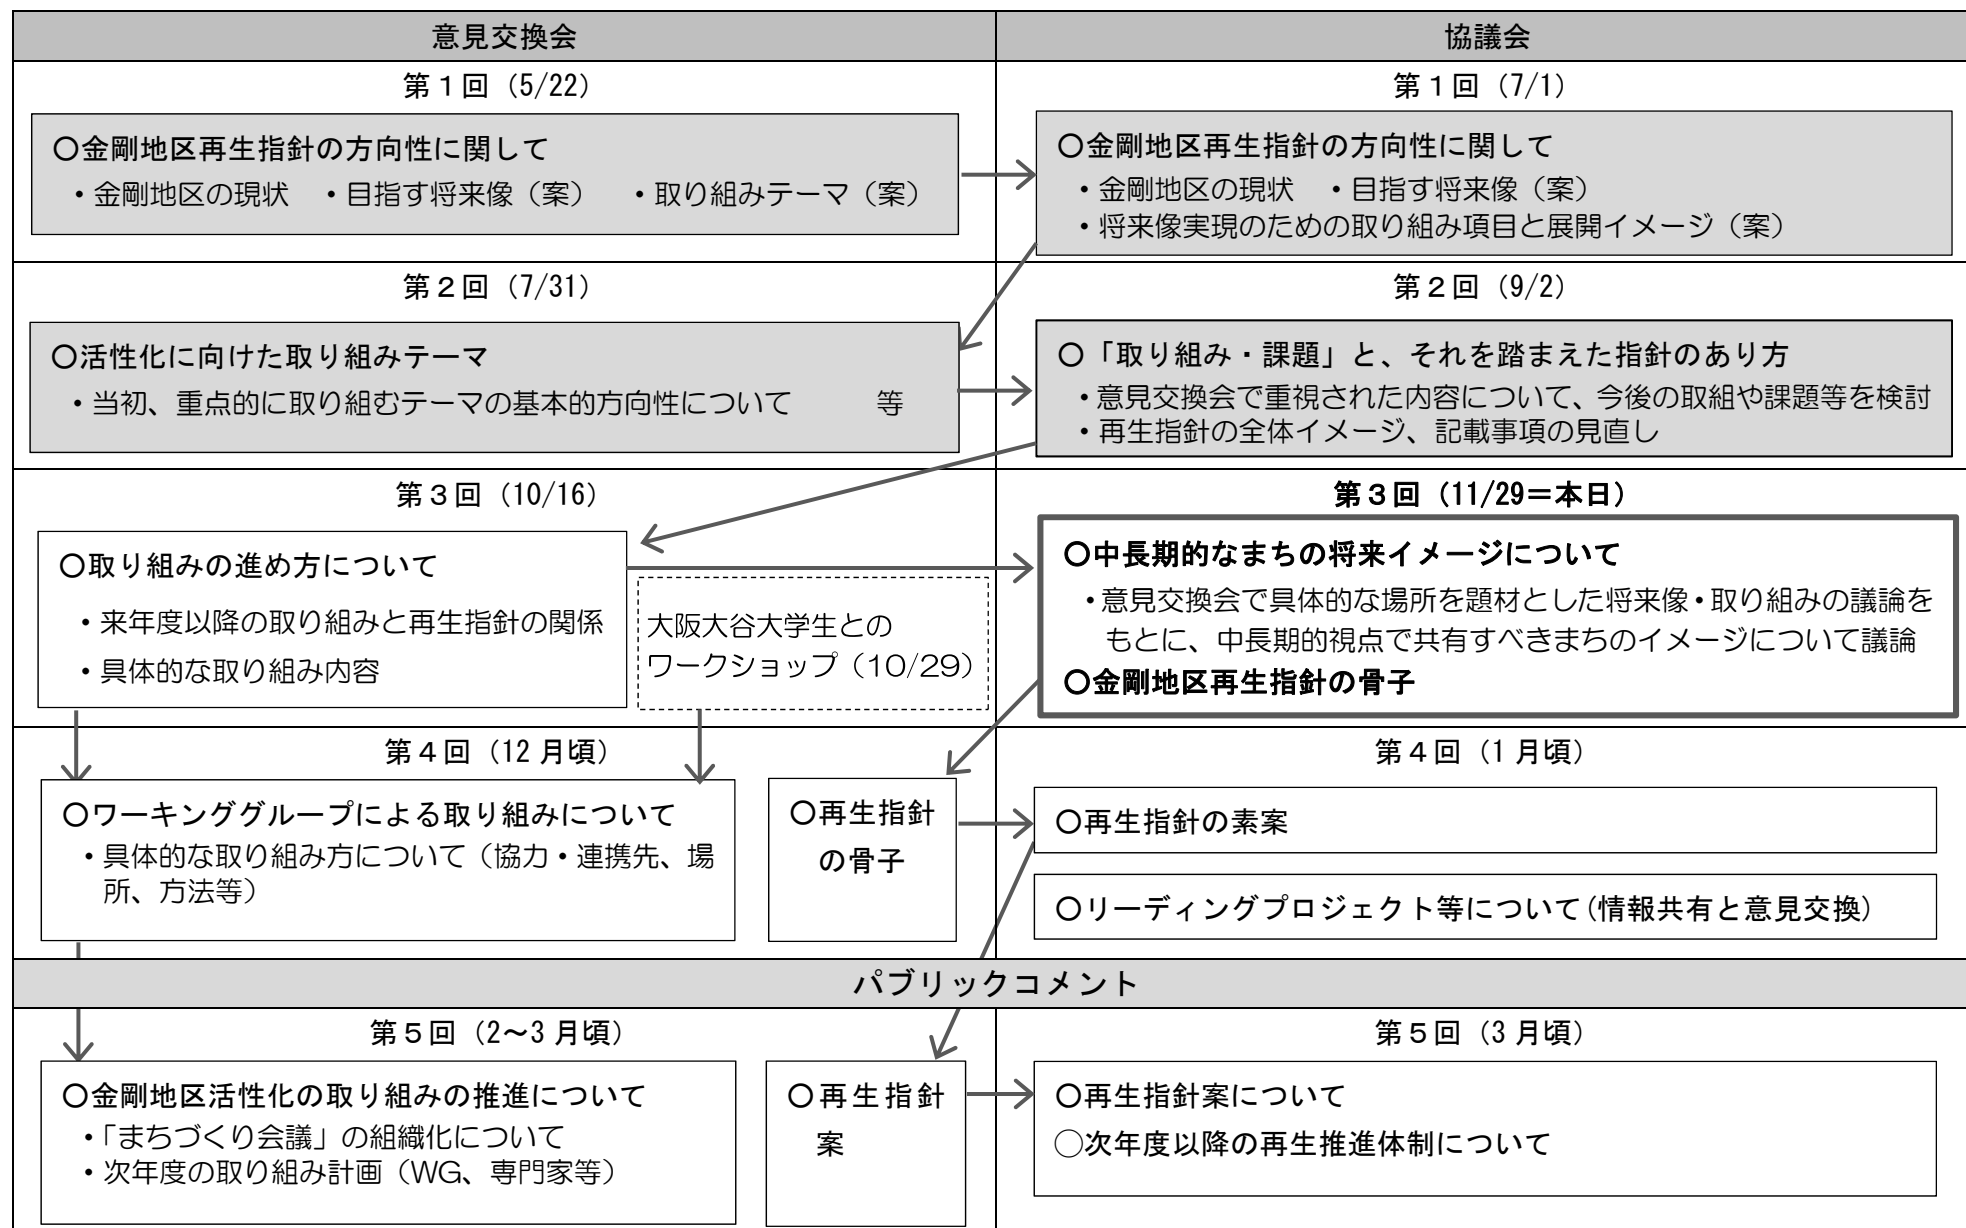 意見交換会
協議会
第1回（5/22）
〇金剛地区再生指針の方向性に関して
・金剛地区の現状　・目指す将来像（案）　・取り組みテーマ（案）
第1回（7/1）
〇金剛地区再生指針の方向性に関して
・金剛地区の現状　・目指す将来像（案）
・将来像実現のための取り組み項目と展開イメージ（案）
第2回（7/31）
〇活性化に向けた取り組みテーマ
・当初、重点的に取り組むテーマの基本的方向性について　　等
第2回（9/2）
〇「取り組み・課題」と、それを踏まえた指針のあり方
・意見交換会で重視された内容について、今後の取組や課題等を検討
・再生指針の全体イメージ、記載事項の見直し
第3回（10/16）
〇取り組みの進め方について
・来年度以降の取り組みと再生指針の関係
・具体的な取り組み内容
大阪大谷大学生との
ワークショップ（10/29）
第3回（11/29＝本日）
〇中長期的なまちの将来イメージについて
・意見交換会で具体的な場所を題材とした将来像・取り組みの議論を
もとに、中長期的視点で共有すべきまちのイメージについて議論
〇金剛地区再生指針の骨子
第4回（12月頃）
〇ワーキンググループによる取り組みについて
・具体的な取り組み方について（協力・連携先、場
所、方法等）
〇再生指針
の骨子
第4回（1月頃）
〇再生指針の素案
〇リーディングプロジェクト等について（情報共有と意見交換）
パブリックコメント
第5回（2～3月頃）
〇金剛地区活性化の取り組みの推進について
・「まちづくり会議」の組織化について
・次年度の取り組み計画（WG、専門家等）
〇再生指針
案
第5回（3月頃）
〇再生指針案について
◯次年度以降の再生推進体制について